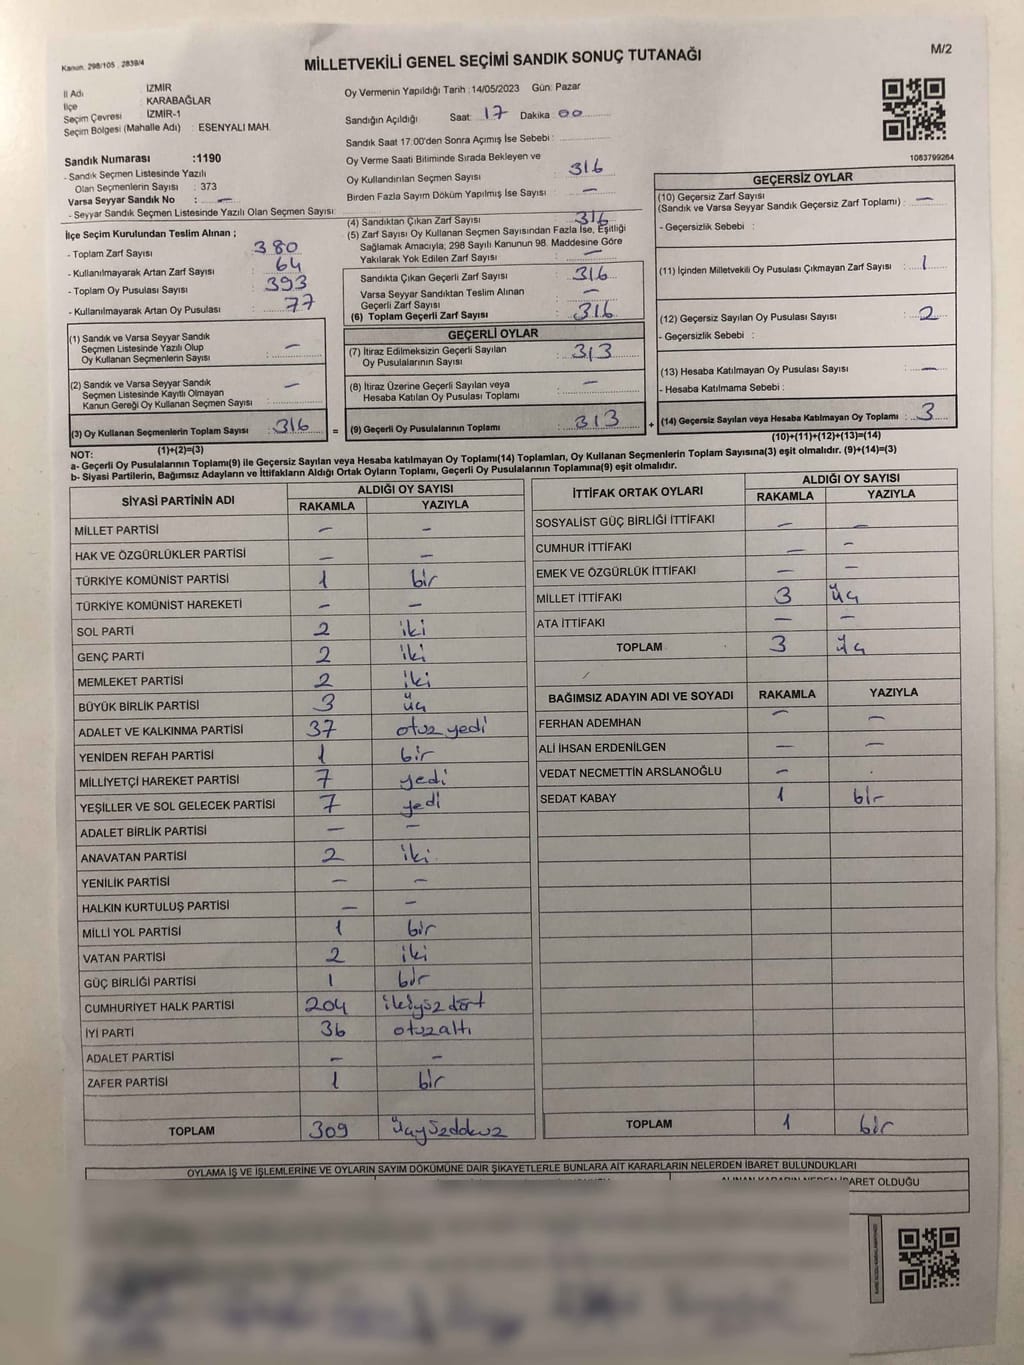 Kanun: 298/105 , 2839/4
MİLLETVEKİLİ GENEL SEÇİMİ SANDIK SONUÇ TUTANAĞI
M/2
İl Adı : İZMİR
İlçe : KARABAĞLAR
Seçim Çevresi : İZMİR-1
Seçim Bölgesi (Mahalle Adı) : ESENYALI MAH.
Sandık Numarası :1190
- Sandık Seçmen Listesinde Yazılı
Olan Seçmenlerin Sayısı : 373
Varsa Seyyar Sandık No : –
- Seyyar Sandık Seçmen Listesinde Yazılı Olan Seçmen Sayısı:
İlçe Seçim Kurulundan Teslim Alınan ;
- Toplam Zarf Sayısı : 380
- Kullanılmayarak Artan Zarf Sayısı : 64
- Toplam Oy Pusulası Sayısı : 393
- Kullanılmayarak Artan Oy Pusulası : 77
(1) Sandık ve Varsa Seyyar Sandık
Seçmen Listesinde Yazılı Olup
Oy Kullanan Seçmenlerin Sayısı : –
(2) Sandık ve Varsa Seyyar Sandık
Seçmen Listesinde Kayıtlı Olmayan
Kanun Gereği Oy Kullanan Seçmen Sayısı : –
(3) Oy Kullanan Seçmenlerin Toplam Sayısı : 316 =
(1)+(2)=(3)
Oy Vermenin Yapıldığı Tarih :14/05/2023 Gün: Pazar
Sandığın Açıldığı Saat: 17 Dakika 00
Sandık Saat 17:00'den Sonra Açımış İse Sebebi :
Oy Verme Saati Bitiminde Sırada Bekleyen ve
Oy Kullandırılan Seçmen Sayısı : 316
Birden Fazla Sayım Döküm Yapılmış İse Sayısı : –
(4) Sandıktan Çıkan Zarf Sayısı : 316
(5) Zarf Sayısı Oy Kullanan Seçmen Sayısından Fazla İse, Eşitliği
Sağlamak Amacıyla; 298 Sayılı Kanunun 98. Maddesine Göre
Yakılarak Yok Edilen Zarf Sayısı : –
Sandıkta Çıkan Geçerli Zarf Sayısı : 316
Varsa Seyyar Sandıktan Teslim Alınan
Geçerli Zarf Sayısı : –
(6) Toplam Geçerli Zarf Sayısı : 316
GEÇERLİ OYLAR
(7) İtiraz Edilmeksizin Geçerli Sayılan
Oy Pusulalarının Sayısı : 313
(8) İtiraz Üzerine Geçerli Sayılan veya
Hesaba Katılan Oy Pusulası Toplamı : –
(9) Geçerli Oy Pusulalarının Toplamı : 313 +
1063799264
GEÇERSİZ OYLAR
(10) Geçersiz Zarf Sayısı
(Sandık ve Varsa Seyyar Sandık Geçersiz Zarf Toplamı) : –
- Geçersizlik Sebebi :
(11) İçinden Milletvekili Oy Pusulası Çıkmayan Zarf Sayısı : 1
(12) Geçersiz Sayılan Oy Pusulası Sayısı : 2
- Geçersizlik Sebebi :
(13) Hesaba Katılmayan Oy Pusulası Sayısı : –
- Hesaba Katılmama Sebebi :
(14) Geçersiz Sayılan veya Hesaba Katılmayan Oy Toplamı : 3
(10)+(11)+(12)+(13)=(14)
NOT:
a- Geçerli Oy Pusulalarının Toplamı(9) ile Geçersiz Sayılan veya Hesaba katılmayan Oy Toplamı(14) Toplamları, Oy Kullanan Seçmenlerin Toplam Sayısına(3) eşit olmalıdır. (9)+(14)=(3)
b- Siyasi Partilerin, Bağımsız Adayların ve İttifakların Aldığı Ortak Oyların Toplamı, Geçerli Oy Pusulalarının Toplamına(9) eşit olmalıdır.
SİYASİ PARTİNİN ADI ALDIĞI OY SAYISI
RAKAMLA YAZIYLA
MİLLET PARTİSİ – –
HAK VE ÖZGÜRLÜKLER PARTİSİ – –
TÜRKİYE KOMÜNİST PARTİSİ 1 bir
TÜRKİYE KOMÜNİST HAREKETİ – –
SOL PARTİ 2 iki
GENÇ PARTİ 2 iki
MEMLEKET PARTİSİ 2 iki
BÜYÜK BİRLİK PARTİSİ 3 üç
ADALET VE KALKINMA PARTİSİ 37 otuz yedi
YENİDEN REFAH PARTİSİ 1 bir
MİLLİYETÇİ HAREKET PARTİSİ 7 yedi
YEŞİLLER VE SOL GELECEK PARTİSİ 7 yedi
ADALET BİRLİK PARTİSİ – –
ANAVATAN PARTİSİ 2 iki
YENİLİK PARTİSİ – –
HALKIN KURTULUŞ PARTİSİ – –
MİLLİ YOL PARTİSİ 1 bir
VATAN PARTİSİ 2 iki
GÜÇ BİRLİĞİ PARTİSİ 1 bir
CUMHURİYET HALK PARTİSİ 204 ikiyüz dört
İYİ PARTİ 36 otuzaltı
ADALET PARTİSİ – –
ZAFER PARTİSİ 1 bir
TOPLAM 309 üçyüzdokuz
İTTİFAK ORTAK OYLARI ALDIĞI OY SAYISI
RAKAMLA YAZIYLA
SOSYALİST GÜÇ BİRLİĞİ İTTİFAKI – –
CUMHUR İTTİFAKI – –
EMEK VE ÖZGÜRLÜK İTTİFAKI – –
MİLLET İTTİFAKI 3 üç
ATA İTTİFAKI – –
TOPLAM 3 üç
BAĞIMSIZ ADAYIN ADI VE SOYADI RAKAMLA YAZIYLA
FERHAN ADEMHAN – –
ALİ İHSAN ERDENİLGEN – –
VEDAT NECMETTİN ARSLANOĞLU – .
SEDAT KABAY 1 bir
TOPLAM 1 bir
OYLAMA İŞ VE İŞLEMLERİNE VE OYLARIN SAYIM DÖKÜMÜNE DAİR ŞİKAYETLERLE BUNLARA AİT KARARLARIN NELERDEN İBARET BULUNDUKLARI
İBARET OLDUĞU